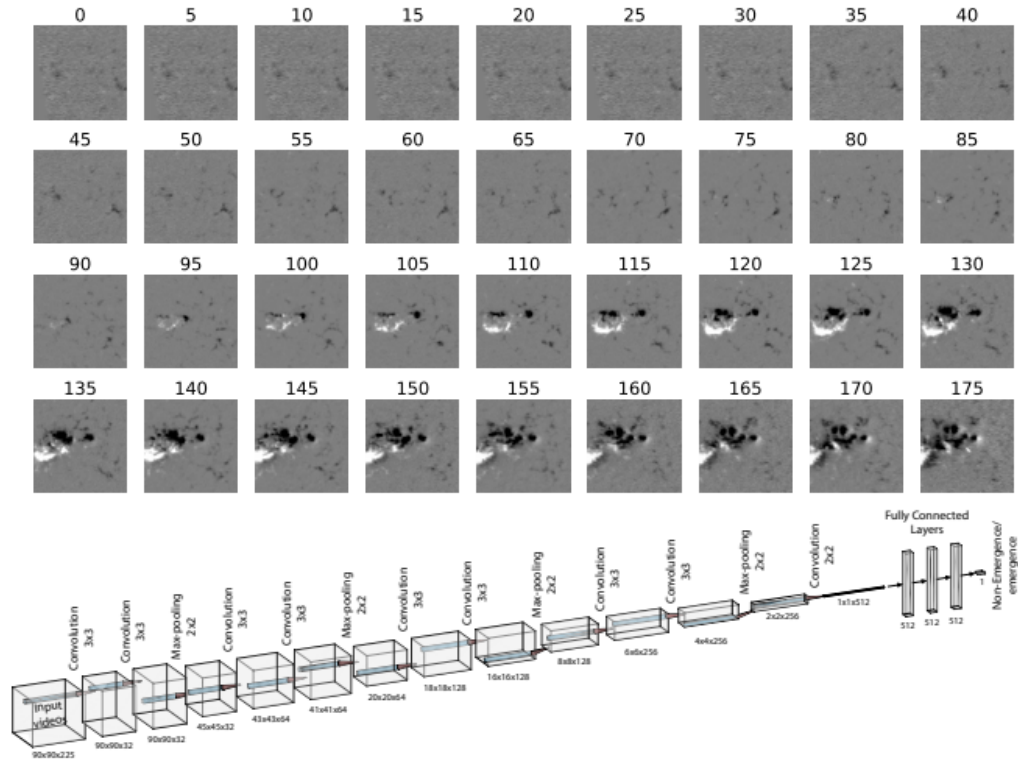 0 5 10 15 20 25 30 35 40
45 50 55 60 65 70 75 80 85
90 95 100 105 110 115 120 125 130
135 140 145 150 155 160 165 170 175
Fully Connected
Layers
Non-Emergence/
emergence
Convolution
3x3
Convolution
3x3
Max-pooling
2x2
Convolution
3x3
Convolution
3x3
Max-pooling
2x2
Convolution
3x3
Convolution
3x3
Max-pooling
2x2
Convolution
3x3
Convolution
3x3
Max-pooling
2x2
Convolution
2x2
Input
videos
90x90x225
90x90x32
90x90x32
45x45x32
43x43x64
41x41x64
20x20x64
18x18x128
16x16x128
8x8x128
6x6x256
4x4x256
2x2x256
1x1x512
512
512
512
1